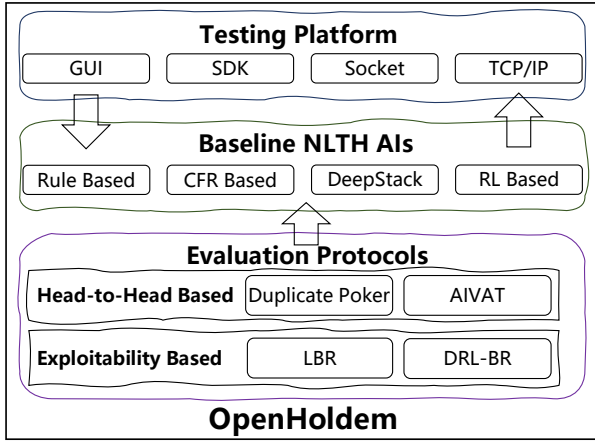 Testing Platform
GUI SDK Socket TCP/IP
Baseline NLTH AIs
Rule Based CFR Based DeepStack RL Based
Evaluation Protocols
Head-to-Head Based Duplicate Poker AIVAT
Exploitability Based LBR DRL-BR
OpenHoldem